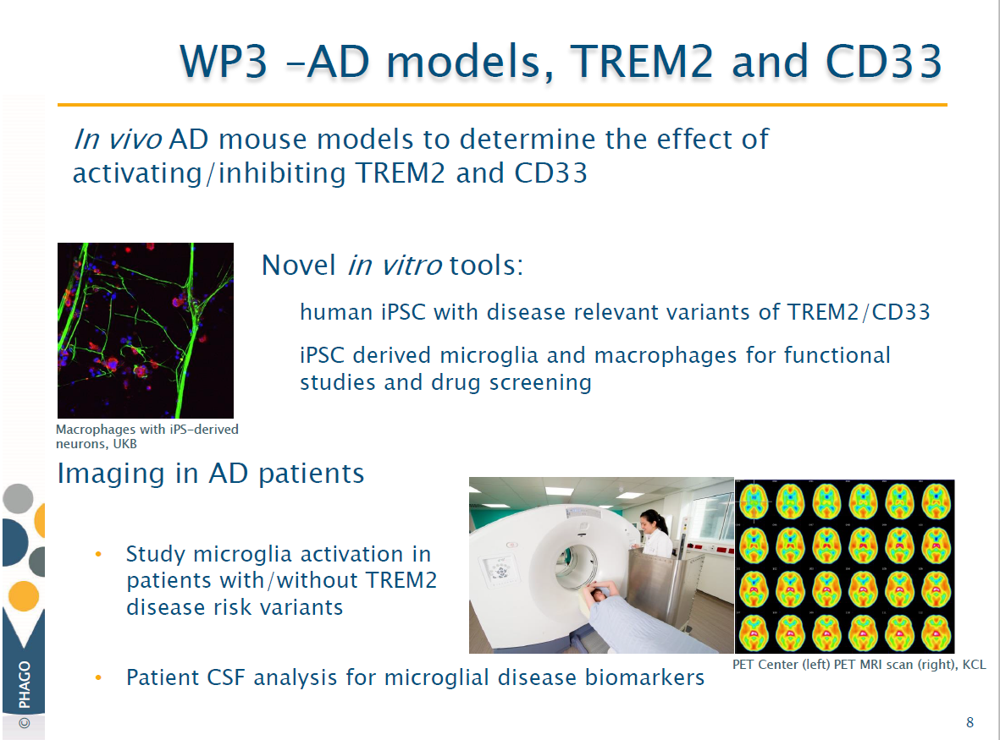 WP3 –AD models, TREM2 and CD33
In vivo AD mouse models to determine the effect of
activating/inhibiting TREM2 and CD33
Novel in vitro tools:
human iPSC with disease relevant variants of TREM2/CD33
iPSC derived microglia and macrophages for functional
studies and drug screening
Macrophages with iPS-derived
neurons, UKB
Imaging in AD patients
• Study microglia activation in
patients with/without TREM2
disease risk variants
• Patient CSF analysis for microglial disease biomarkers
PET Center (left) PET MRI scan (right), KCL
© PHAGO
8